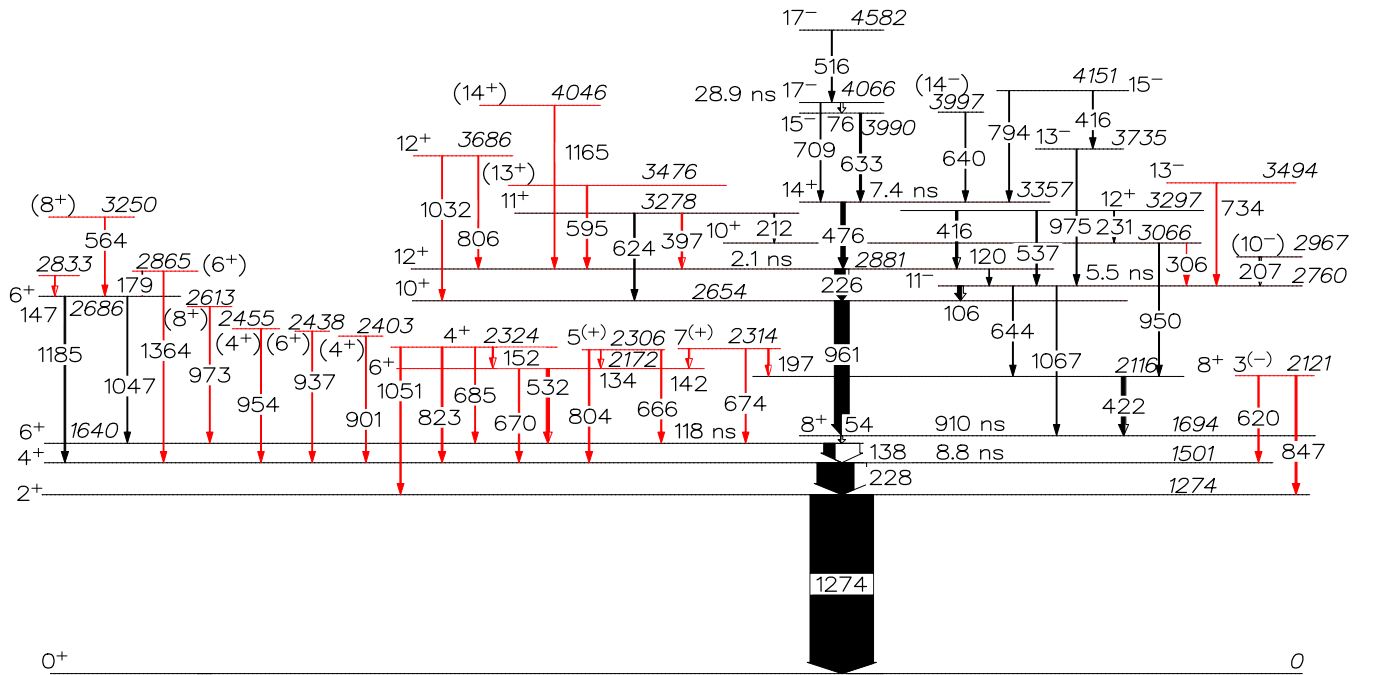 17⁻ 4582
516
(14⁺) 4046
28.9 ns 17⁻ 4066
(14⁻) 3997
4151 15⁻
15⁻ 76 3990
12⁺ 3686
1165
709 633 640 794 416
13⁻ 3735
(13⁺) 3476
13⁻ 3494
(8⁺) 3250
11⁺ 3278
14⁺ 7.4 ns 3357
12⁺ 3297
1032 806 595 624 397 212
476 416 537 975 231 734
564
10⁺ 3066
2833 2865 (6⁺)
12⁺ 2.1 ns 2881
120 306
(10⁻) 2967
179 226 207
11⁻ 5.5 ns 2760
6⁺ 2686
10⁺ 2654
147 (8⁺) 2613
106
2455 2438 2403
(4⁺) (6⁺) (4⁺)
4⁺ 2324
5⁽⁺⁾ 2306
7⁽⁺⁾ 2314
644 950
1185 1364 973
6⁺ 152 2172
134 142 197 961 1067
2116 8⁺ 3⁽⁻⁾ 2121
1047 954 937 901
1051 823 685 670 532 804 666 674
422 620 847
6⁺ 1640
118 ns
8⁺ 54 910 ns 1694
4⁺ 138 8.8 ns 1501
228
2⁺ 1274
1274
0⁺ 0